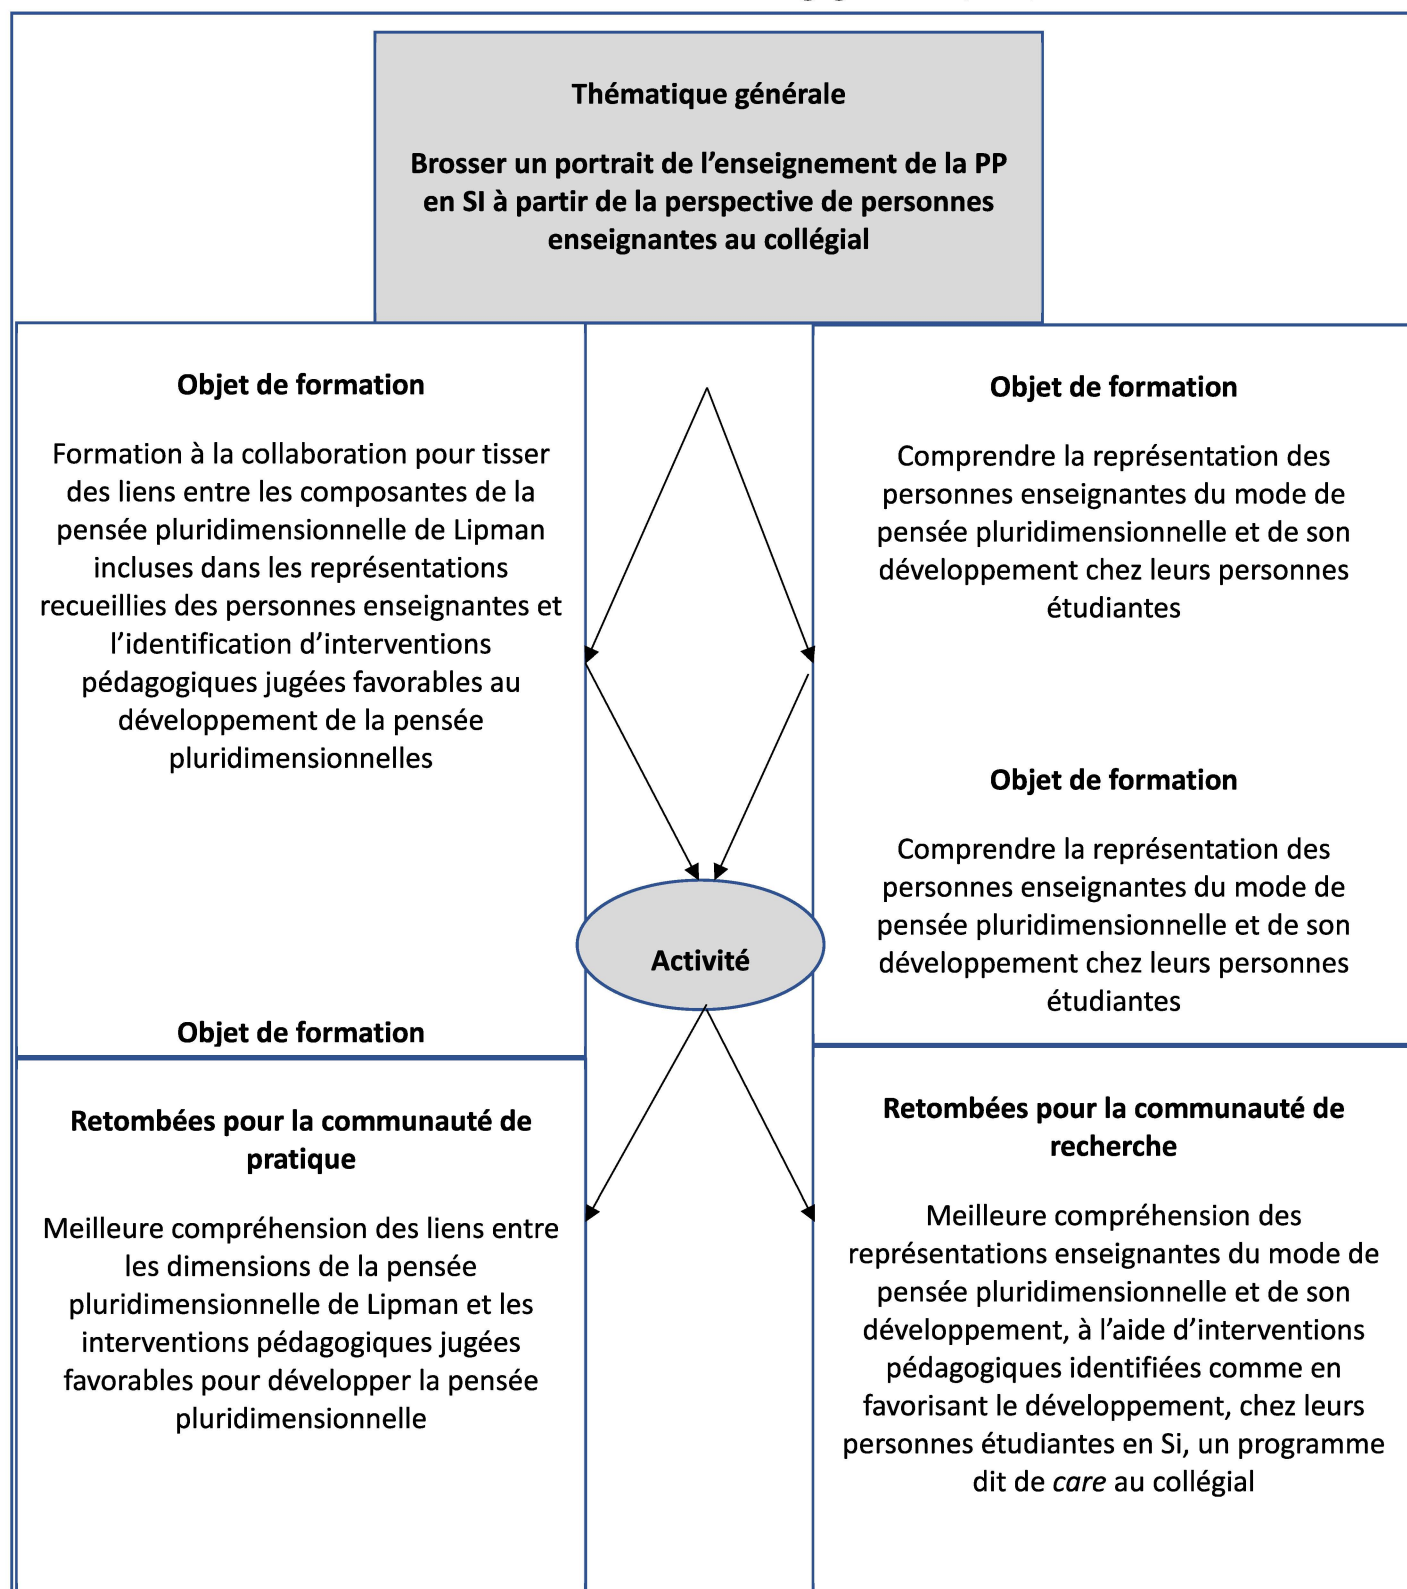 Thématique générale
Brosser un portrait de l’enseignement de la PP
en SI à partir de la perspective de personnes
enseignantes au collégial
Objet de formation
Formation à la collaboration pour tisser
des liens entre les composantes de la
pensée pluridimensionnelle de Lipman
incluses dans les représentations
recueillies des personnes enseignantes et
l’identification d’interventions
pédagogiques jugées favorables au
développement de la pensée
pluridimensionnelles
Objet de formation
Objet de formation
Comprendre la représentation des
personnes enseignantes du mode de
pensée pluridimensionnelle et de son
développement chez leurs personnes
étudiantes
Objet de formation
Comprendre la représentation des
personnes enseignantes du mode de
pensée pluridimensionnelle et de son
développement chez leurs personnes
étudiantes
Activité
Retombées pour la communauté de
pratique
Meilleure compréhension des liens entre
les dimensions de la pensée
pluridimensionnelle de Lipman et les
interventions pédagogiques jugées
favorables pour développer la pensée
pluridimensionnelle
Retombées pour la communauté de
recherche
Meilleure compréhension des
représentations enseignantes du mode de
pensée pluridimensionnelle et de son
développement, à l’aide d’interventions
pédagogiques identifiées comme en
favorisant le développement, chez leurs
personnes étudiantes en Si, un programme
dit de care au collégial